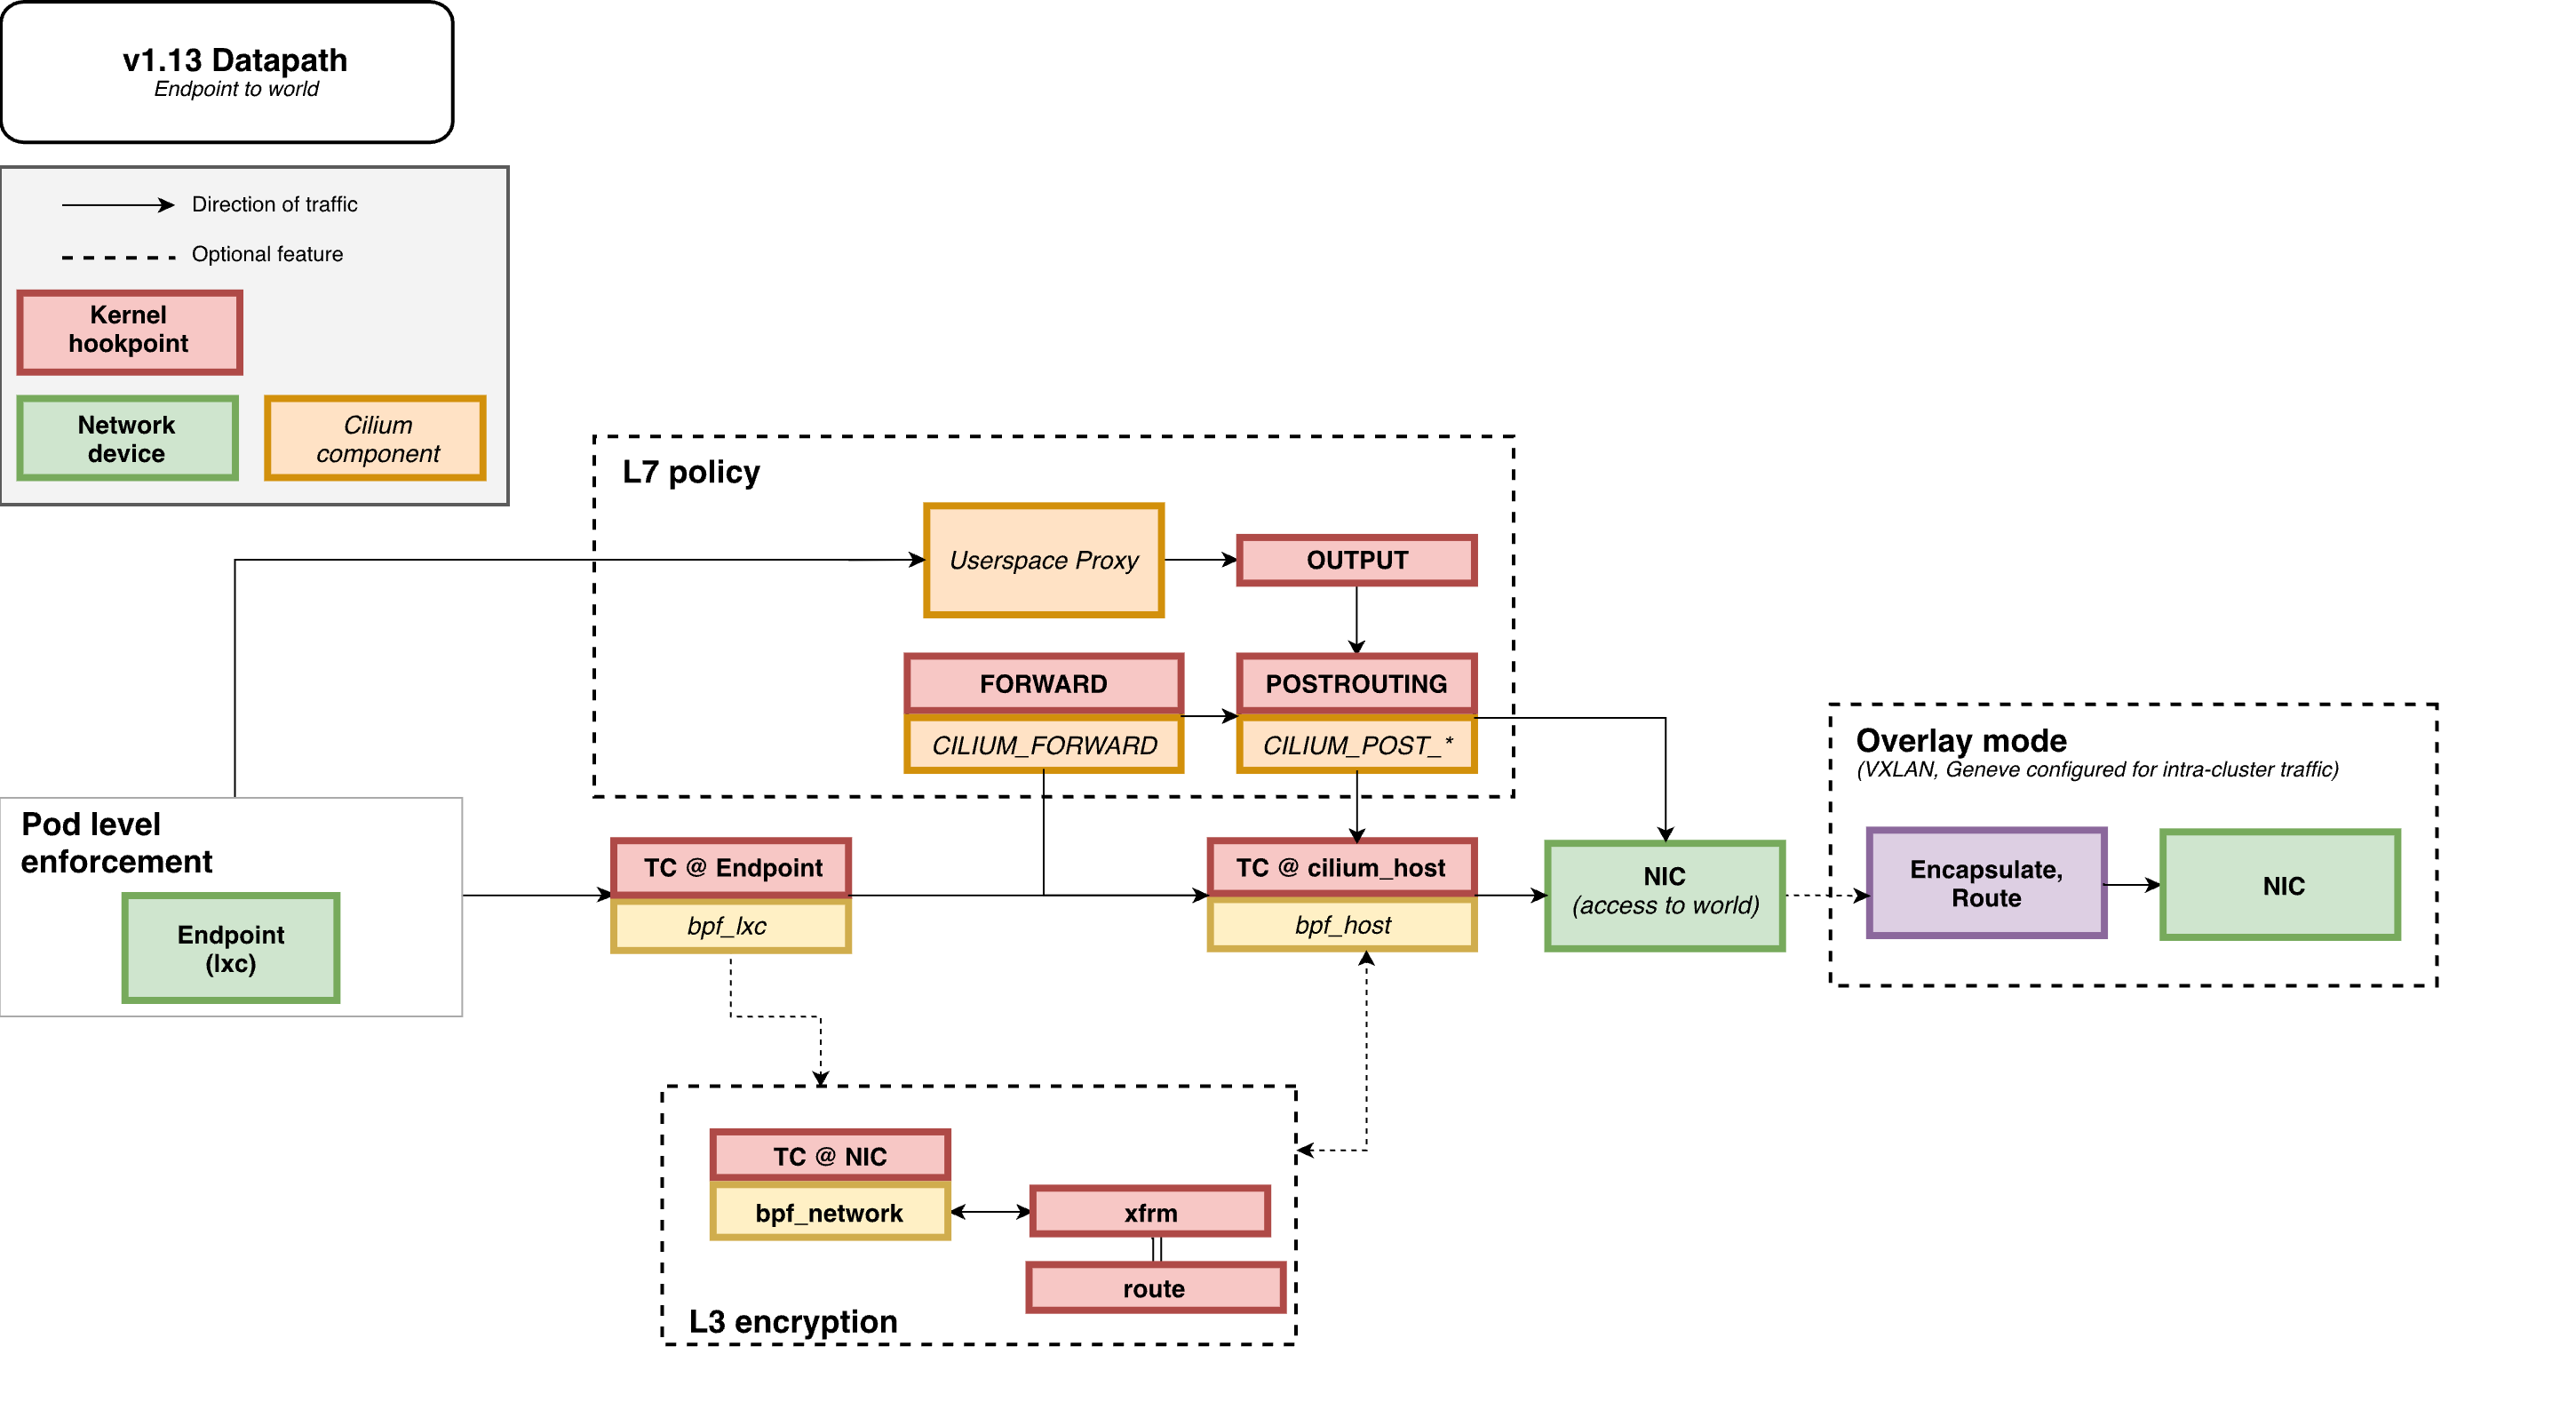 v1.13 Datapath
Endpoint to world
Direction of traffic
Optional feature
Kernel
hookpoint
Network
device
Cilium
component
L7 policy
Userspace Proxy
OUTPUT
FORWARD
POSTROUTING
CILIUM_FORWARD
CILIUM_POST_*
Overlay mode
(VXLAN, Geneve configured for intra-cluster traffic)
Pod level
enforcement
Endpoint
(lxc)
TC @ Endpoint
bpf_lxc
TC @ cilium_host
bpf_host
NIC
(access to world)
Encapsulate,
Route
NIC
TC @ NIC
bpf_network
xfrm
route
L3 encryption